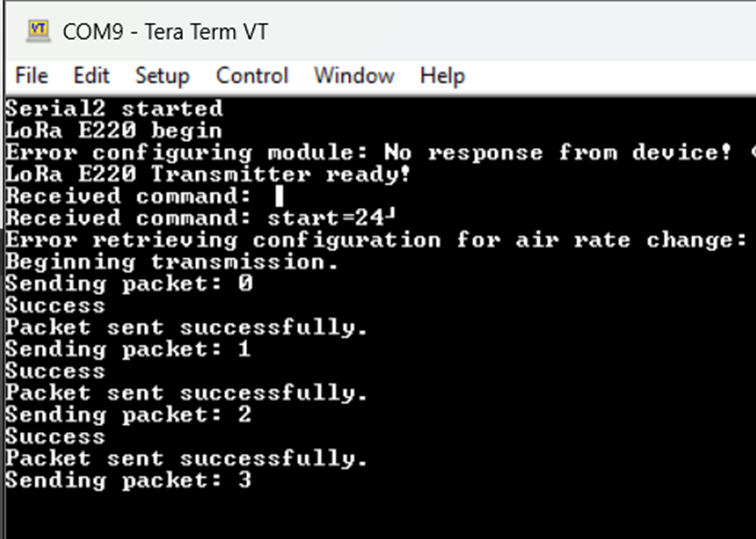 VT COM9 - Tera Term VT
File Edit Setup Control Window Help
Serial2 started
LoRa E220 begin
Error configuring module: No response from device!
LoRa E220 Transmitter ready!
Received command:
Received command: start=24┘
Error retrieving configuration for air rate change:
Beginning transmission.
Sending packet: 0
Success
Packet sent successfully.
Sending packet: 1
Success
Packet sent successfully.
Sending packet: 2
Success
Packet sent successfully.
Sending packet: 3